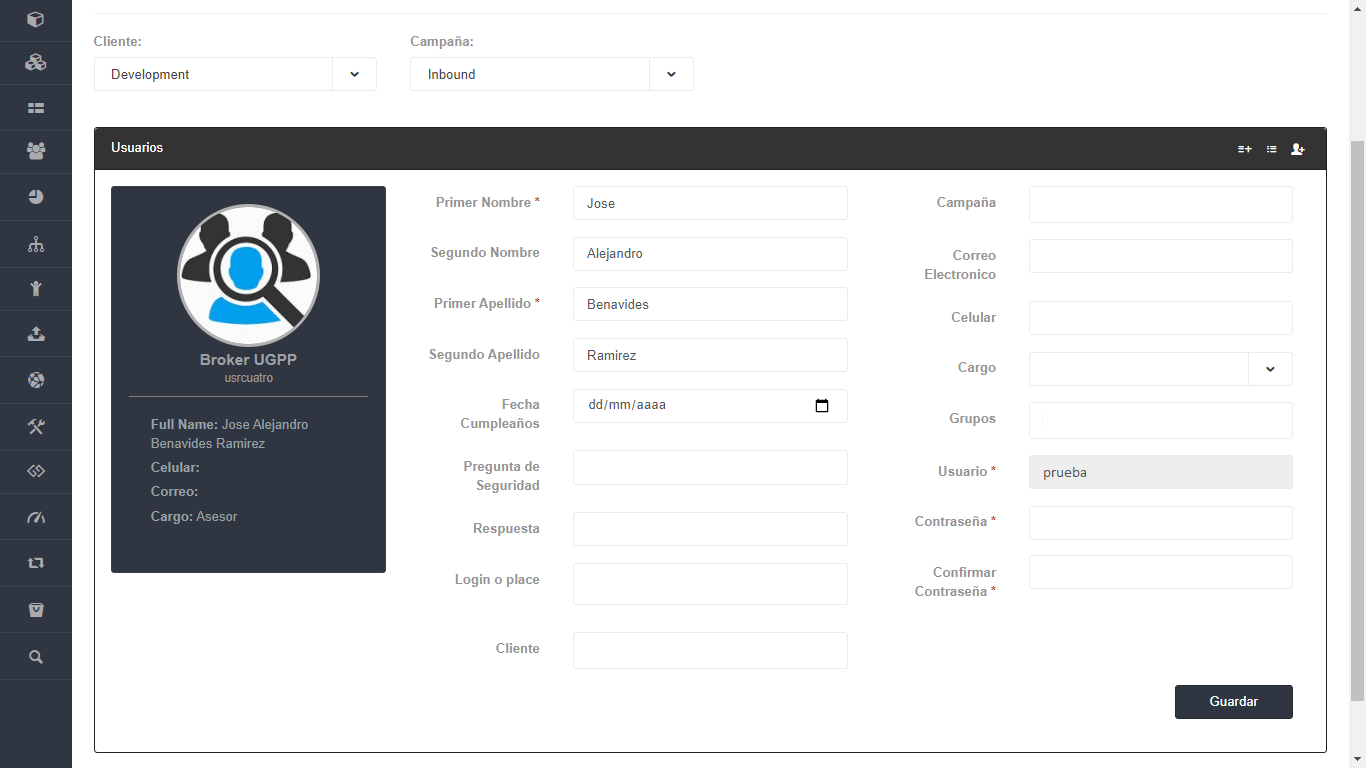 Cliente:
Campaña:
Development
Inbound
Usuarios
Broker UGPP
usrcuatro
Full Name: Jose Alejandro
Benavides Ramirez
Celular:
Correo:
Cargo: Asesor
Primer Nombre *
Jose
Segundo Nombre
Alejandro
Primer Apellido *
Benavides
Segundo Apellido
Ramirez
Fecha
Cumpleaños
dd/mm/aaaa
Pregunta de
Seguridad
Respuesta
Login o place
Cliente
Campaña
Correo
Electronico
Celular
Cargo
Grupos
Usuario *
prueba
Contraseña *
Confirmar
Contraseña *
Guardar